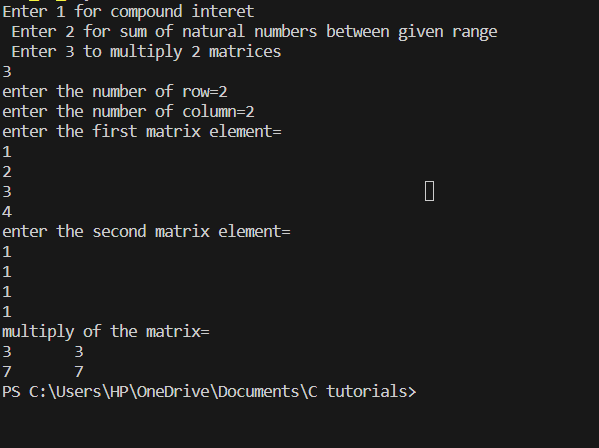 Enter 1 for compound interet
Enter 2 for sum of natural numbers between given range
Enter 3 to multiply 2 matrices
3
enter the number of row=2
enter the number of column=2
enter the first matrix element=
1
2
3
4
enter the second matrix element=
1
1
1
1
multiply of the matrix=
3 3
7 7
PS C:\Users\HP\OneDrive\Documents\C tutorials>